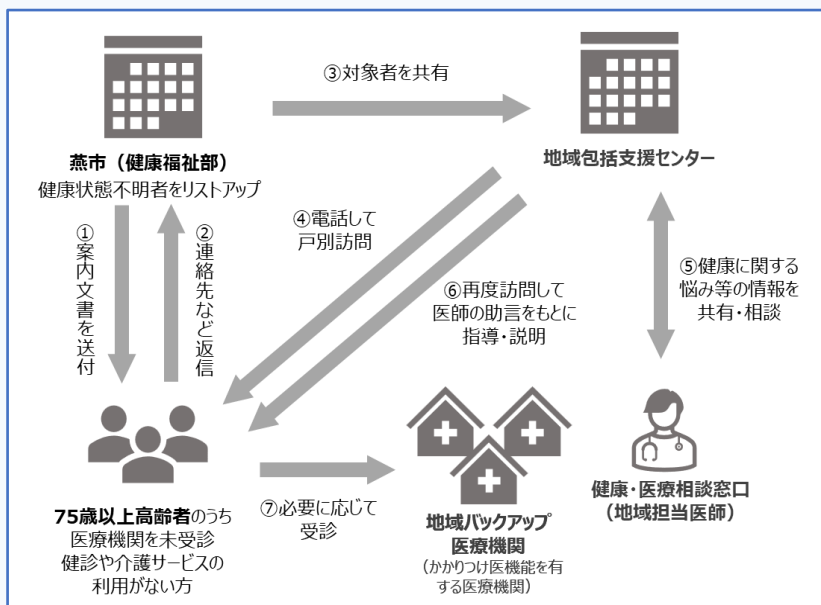 ③対象者を共有
燕市（健康福祉部）
健康状態不明者をリストアップ
地域包括支援センター
①案内文書を送付
②連絡先など返信
④電話して
戸別訪問
⑥再度訪問して
医師の助言をもとに
指導・説明
⑤健康に関する
悩み等の情報を
共有・相談
75歳以上高齢者のうち
医療機関を未受診
健診や介護サービスの
利用がない方
⑦必要に応じて
受診
地域バックアップ
医療機関
（かかりつけ医機能を有
する医療機関）
健康・医療相談窓口
（地域担当医師）